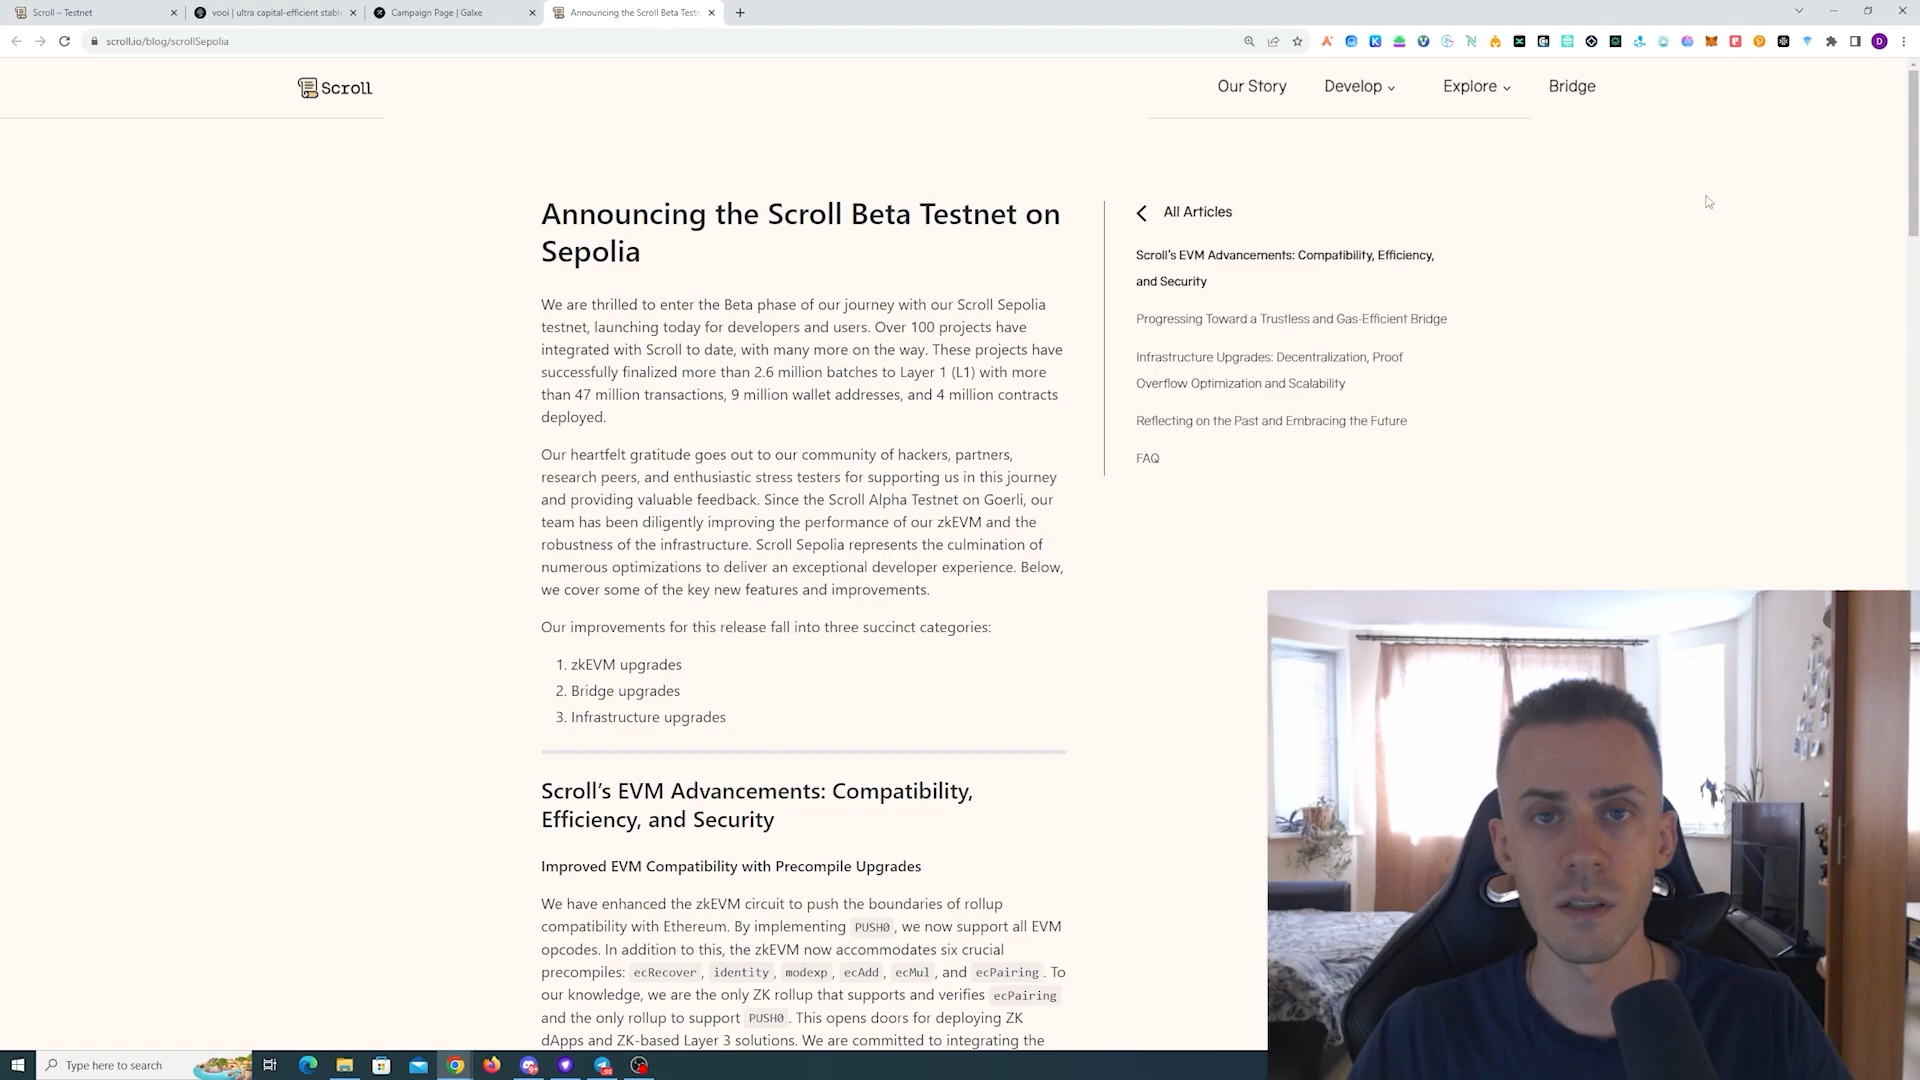 Scroll – Testnet
vooi | ultra capital-efficient stable
Campaign Page | Galxe
Announcing the Scroll Beta Testn
scroll.io/blog/scrollSepolia
Scroll
Our Story
Develop
Explore
Bridge
Announcing the Scroll Beta Testnet on
Sepolia
We are thrilled to enter the Beta phase of our journey with our Scroll Sepolia
testnet, launching today for developers and users. Over 100 projects have
integrated with Scroll to date, with many more on the way. These projects have
successfully finalized more than 2.6 million batches to Layer 1 (L1) with more
than 47 million transactions, 9 million wallet addresses, and 4 million contracts
deployed.
Our heartfelt gratitude goes out to our community of hackers, partners,
research peers, and enthusiastic stress testers for supporting us in this journey
and providing valuable feedback. Since the Scroll Alpha Testnet on Goerli, our
team has been diligently improving the performance of our zkEVM and the
robustness of the infrastructure. Scroll Sepolia represents the culmination of
numerous optimizations to deliver an exceptional developer experience. Below,
we cover some of the key new features and improvements.
Our improvements for this release fall into three succinct categories:
1. zkEVM upgrades
2. Bridge upgrades
3. Infrastructure upgrades
Scroll’s EVM Advancements: Compatibility,
Efficiency, and Security
Improved EVM Compatibility with Precompile Upgrades
We have enhanced the zkEVM circuit to push the boundaries of rollup
compatibility with Ethereum. By implementing PUSH0, we now support all EVM
opcodes. In addition to this, the zkEVM now accommodates six crucial
precompiles: ecRecover, identity, modexp, ecAdd, ecMul, and ecPairing. To
our knowledge, we are the only ZK rollup that supports and verifies ecPairing
and the only rollup to support PUSH0. This opens doors for deploying ZK
dApps and ZK-based Layer 3 solutions. We are committed to integrating the
All Articles
Scroll’s EVM Advancements: Compatibility, Efficiency,
and Security
Progressing Toward a Trustless and Gas-Efficient Bridge
Infrastructure Upgrades: Decentralization, Proof
Overflow Optimization and Scalability
Reflecting on the Past and Embracing the Future
FAQ
Type here to search